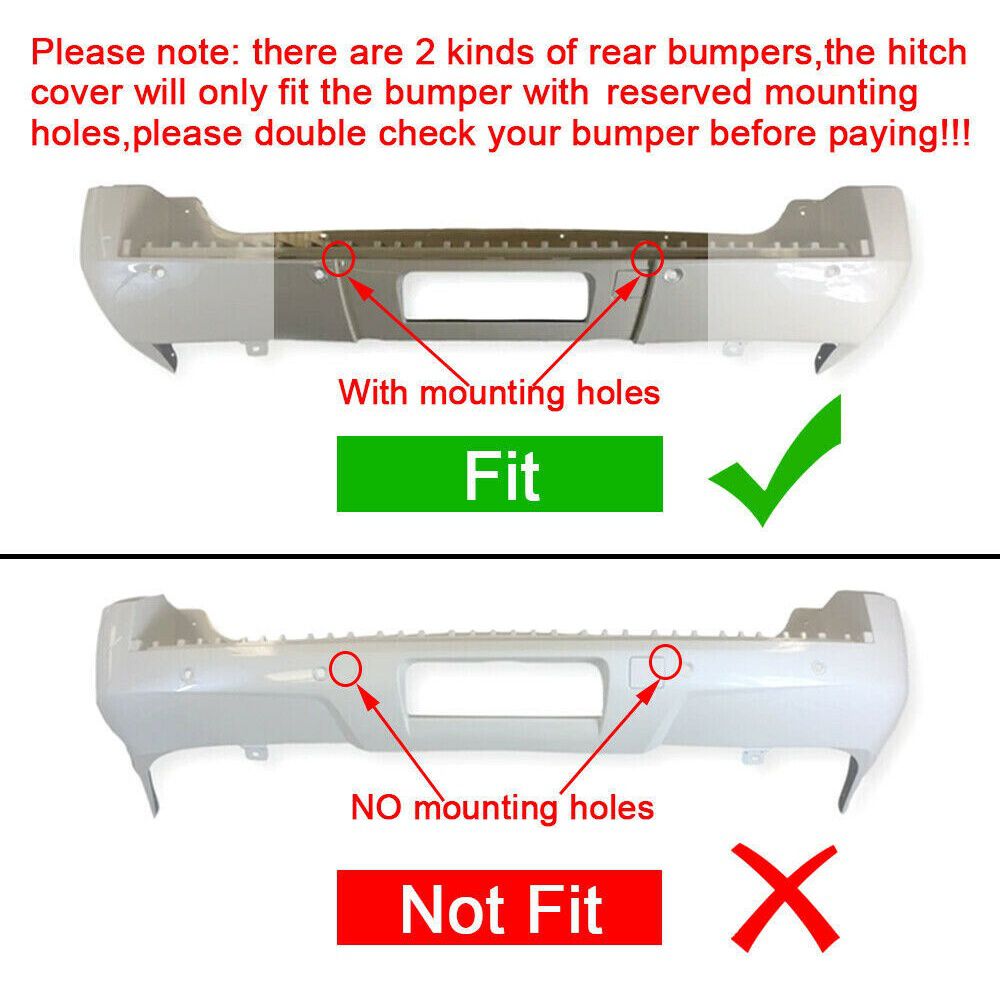 Please note: there are 2 kinds of rear bumpers,the hitch
cover will only fit the bumper with reserved mounting
holes,please double check your bumper before paying!!!
With mounting holes
Fit
NO mounting holes
Not Fit